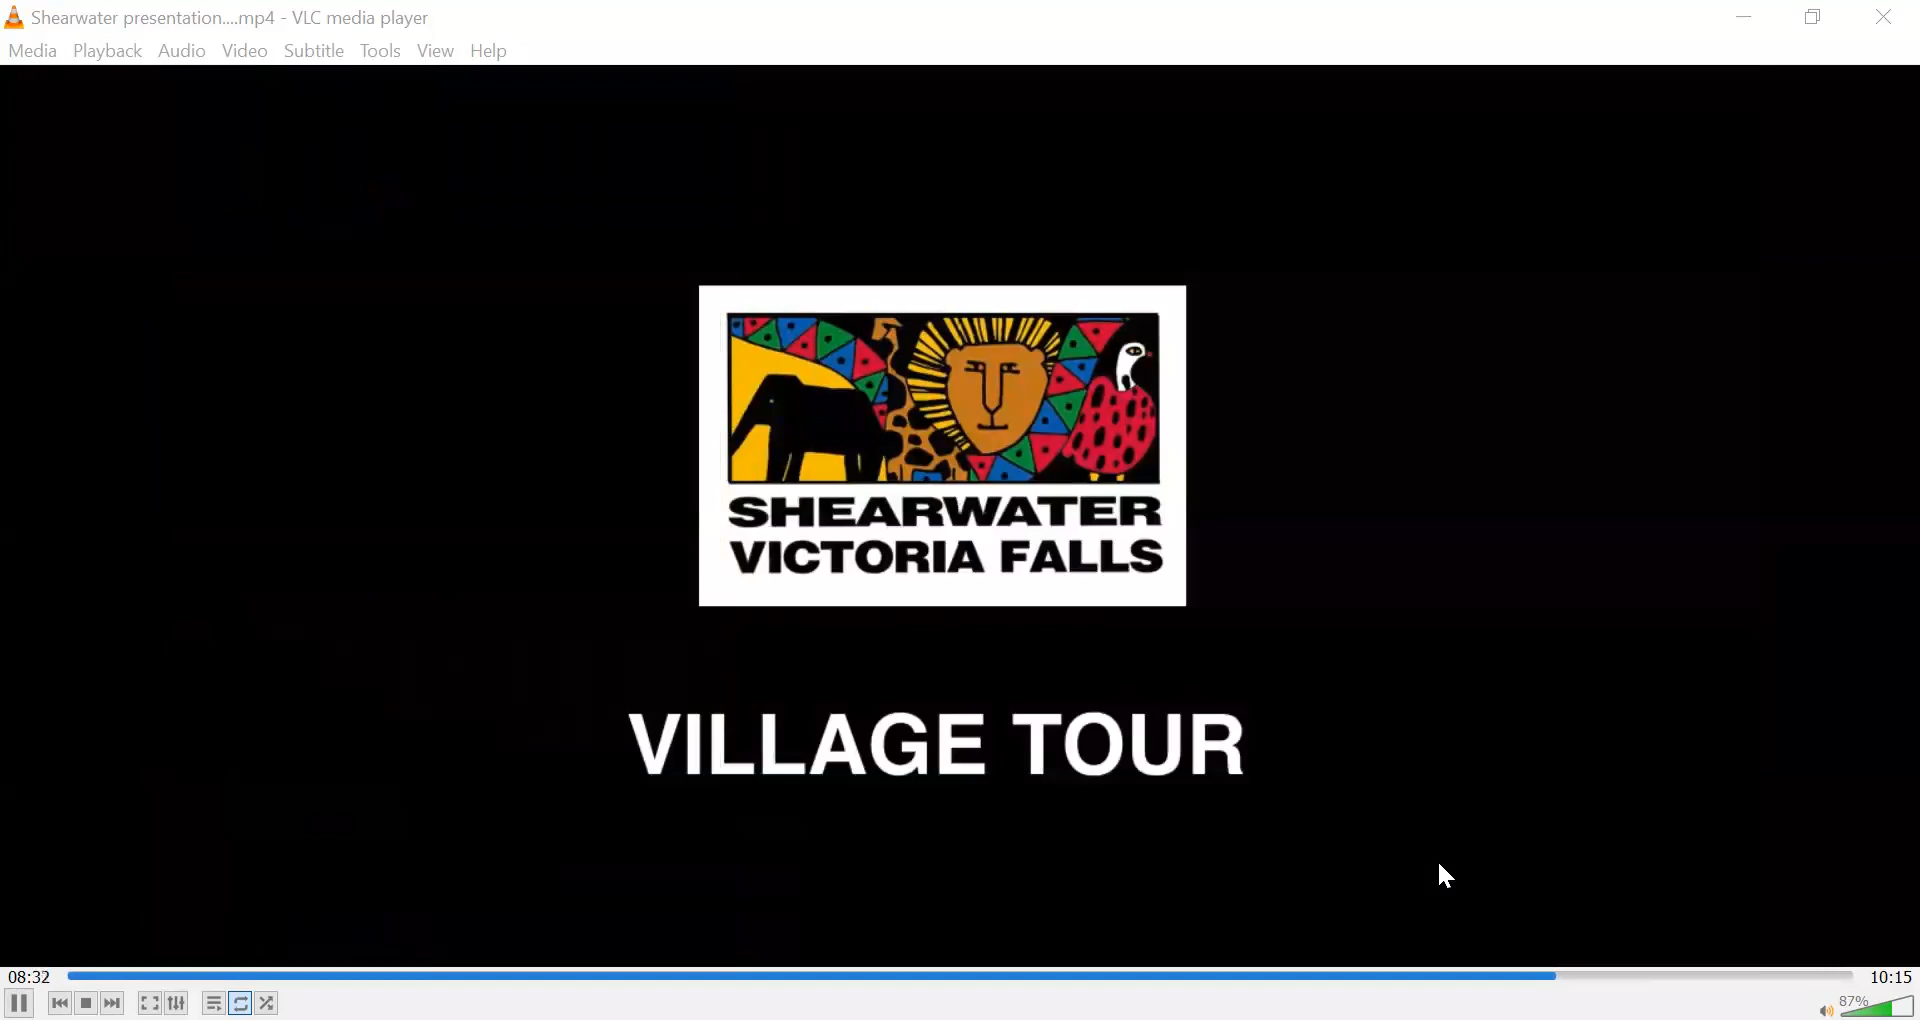 Shearwater presentation....mp4 - VLC media player
Media Playback Audio Video Subtitle Tools View Help
SHEARWATER
VICTORIA FALLS
VILLAGE TOUR
08:32 10:15
87%